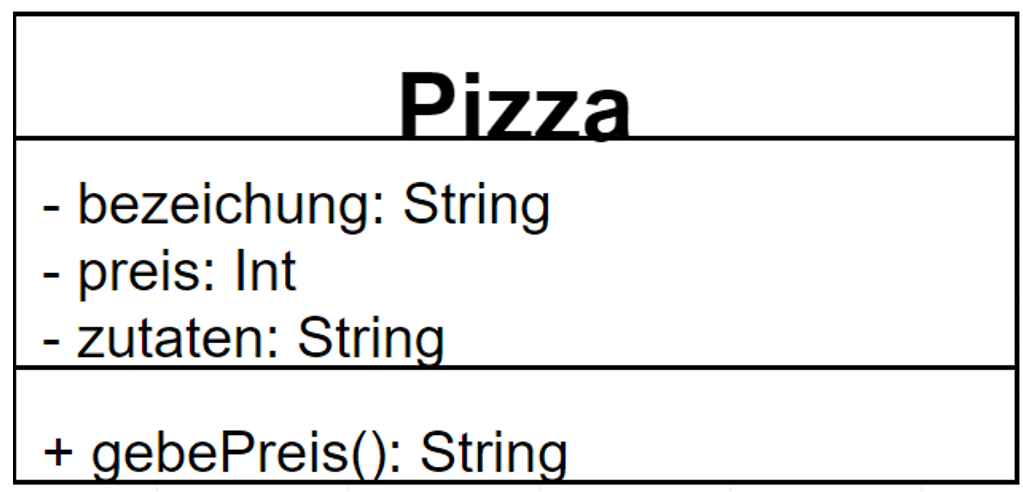 Pizza
- bezeichung: String
- preis: Int
- zutaten: String
+ gebePreis(): String